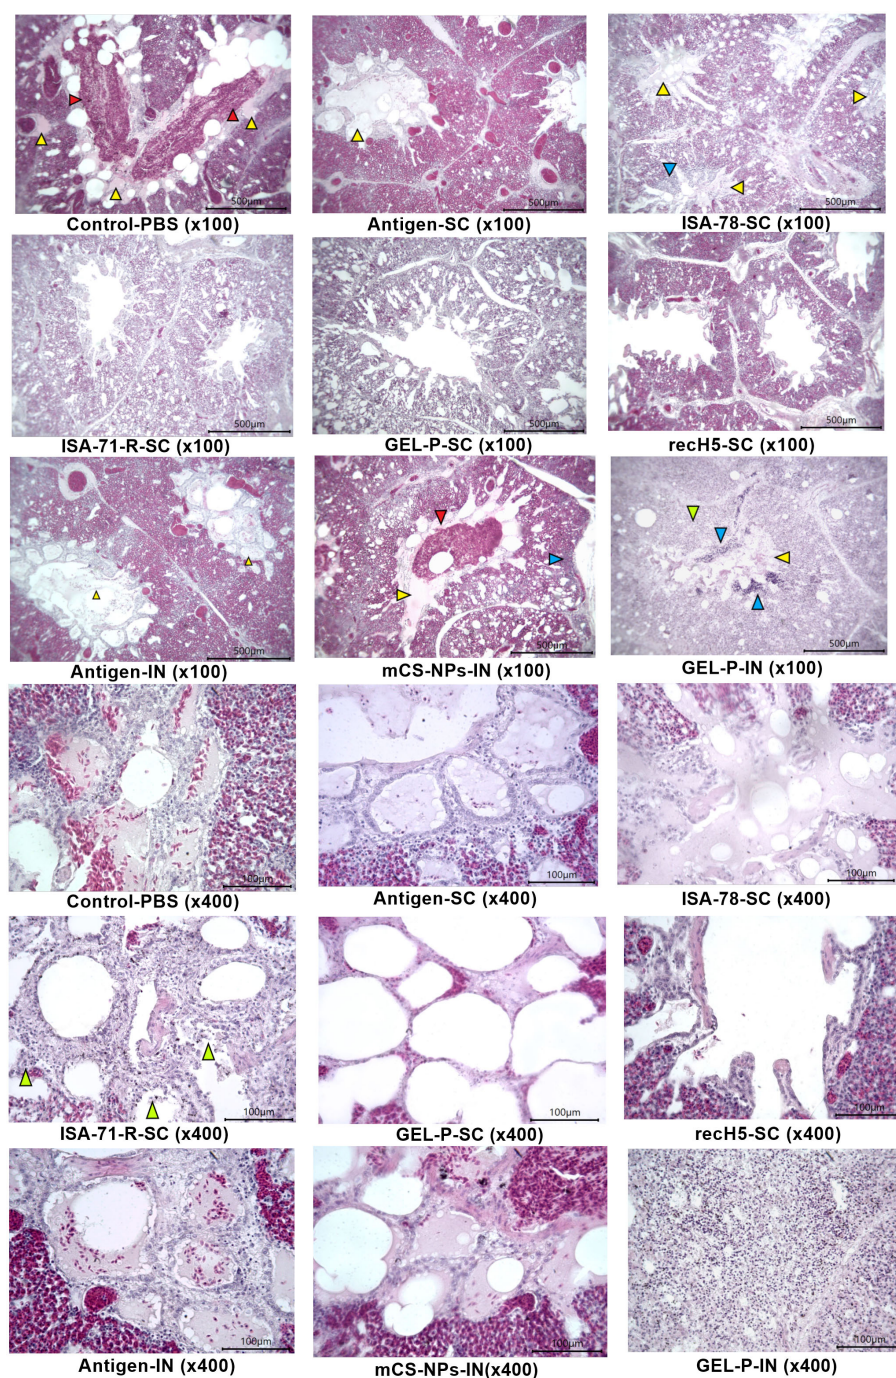 500µm
500µm
500µm
Control-PBS (x100)
Antigen-SC (x100)
ISA-78-SC (x100)
500µm
500µm
500µm
ISA-71-R-SC (x100)
GEL-P-SC (x100)
recH5-SC (x100)
500µm
500µm
500µm
Antigen-IN (x100)
mCS-NPs-IN (x100)
GEL-P-IN (x100)
100µm
100µm
100µm
Control-PBS (x400)
Antigen-SC (x400)
ISA-78-SC (x400)
100µm
100µm
100µm
ISA-71-R-SC (x400)
GEL-P-SC (x400)
recH5-SC (x400)
100µm
100µm
100µm
Antigen-IN (x400)
mCS-NPs-IN(x400)
GEL-P-IN (x400)